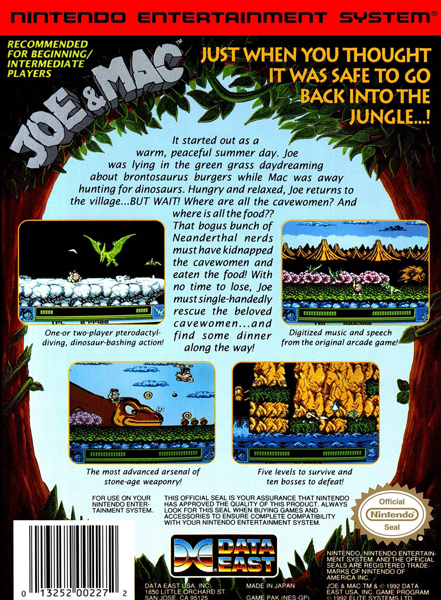 NINTENDO ENTERTAINMENT SYSTEM®
RECOMMENDED
FOR BEGINNING/
INTERMEDIATE
PLAYERS
JOE & MAC™
JUST WHEN YOU THOUGHT
IT WAS SAFE TO GO
BACK INTO THE
JUNGLE...!
It started out as a
warm, peaceful summer day. Joe
was lying in the green grass daydreaming
about brontosaurus burgers while Mac was away
hunting for dinosaurs. Hungry and relaxed, Joe returns to
the village...BUT WAIT! Where are all the cavewomen? And
where is all the food??
That bogus bunch of
Neanderthal nerds
must have kidnapped
the cavewomen and
eaten the food! With
no time to lose, Joe
must single-handedly
rescue the beloved
cavewomen...and
find some dinner
along the way!
One-or two-player pterodactyl-
diving, dinosaur-bashing action!
Digitized music and speech
from the original arcade game!
The most advanced arsenal of
stone-age weaponry!
Five levels to survive and
ten bosses to defeat!
FOR USE ON YOUR
NINTENDO ENTER-
TAINMENT SYSTEM.
THIS OFFICIAL SEAL IS YOUR ASSURANCE THAT NINTENDO
HAS APPROVED THE QUALITY OF THIS PRODUCT. ALWAYS
LOOK FOR THIS SEAL WHEN BUYING GAMES AND
ACCESSORIES TO ENSURE COMPLETE COMPATIBILITY
WITH YOUR NINTENDO ENTERTAINMENT SYSTEM.
Official
Nintendo
Seal
DATA
EAST
0 13252 00227 2
DATA EAST USA, INC.
1850 LITTLE ORCHARD ST.
SAN JOSE, CA 95125
MADE IN JAPAN
GAME PAK (NES-GP)
NINTENDO, NINTENDO ENTERTAIN-
MENT SYSTEM, AND THE OFFICIAL
SEALS ARE REGISTERED TRADE-
MARKS OF NINTENDO OF
AMERICA INC.
JOE & MAC TM & © 1992 DATA
EAST USA, INC. GAME PROGRAM
© 1992 ELITE SYSTEMS LTD.